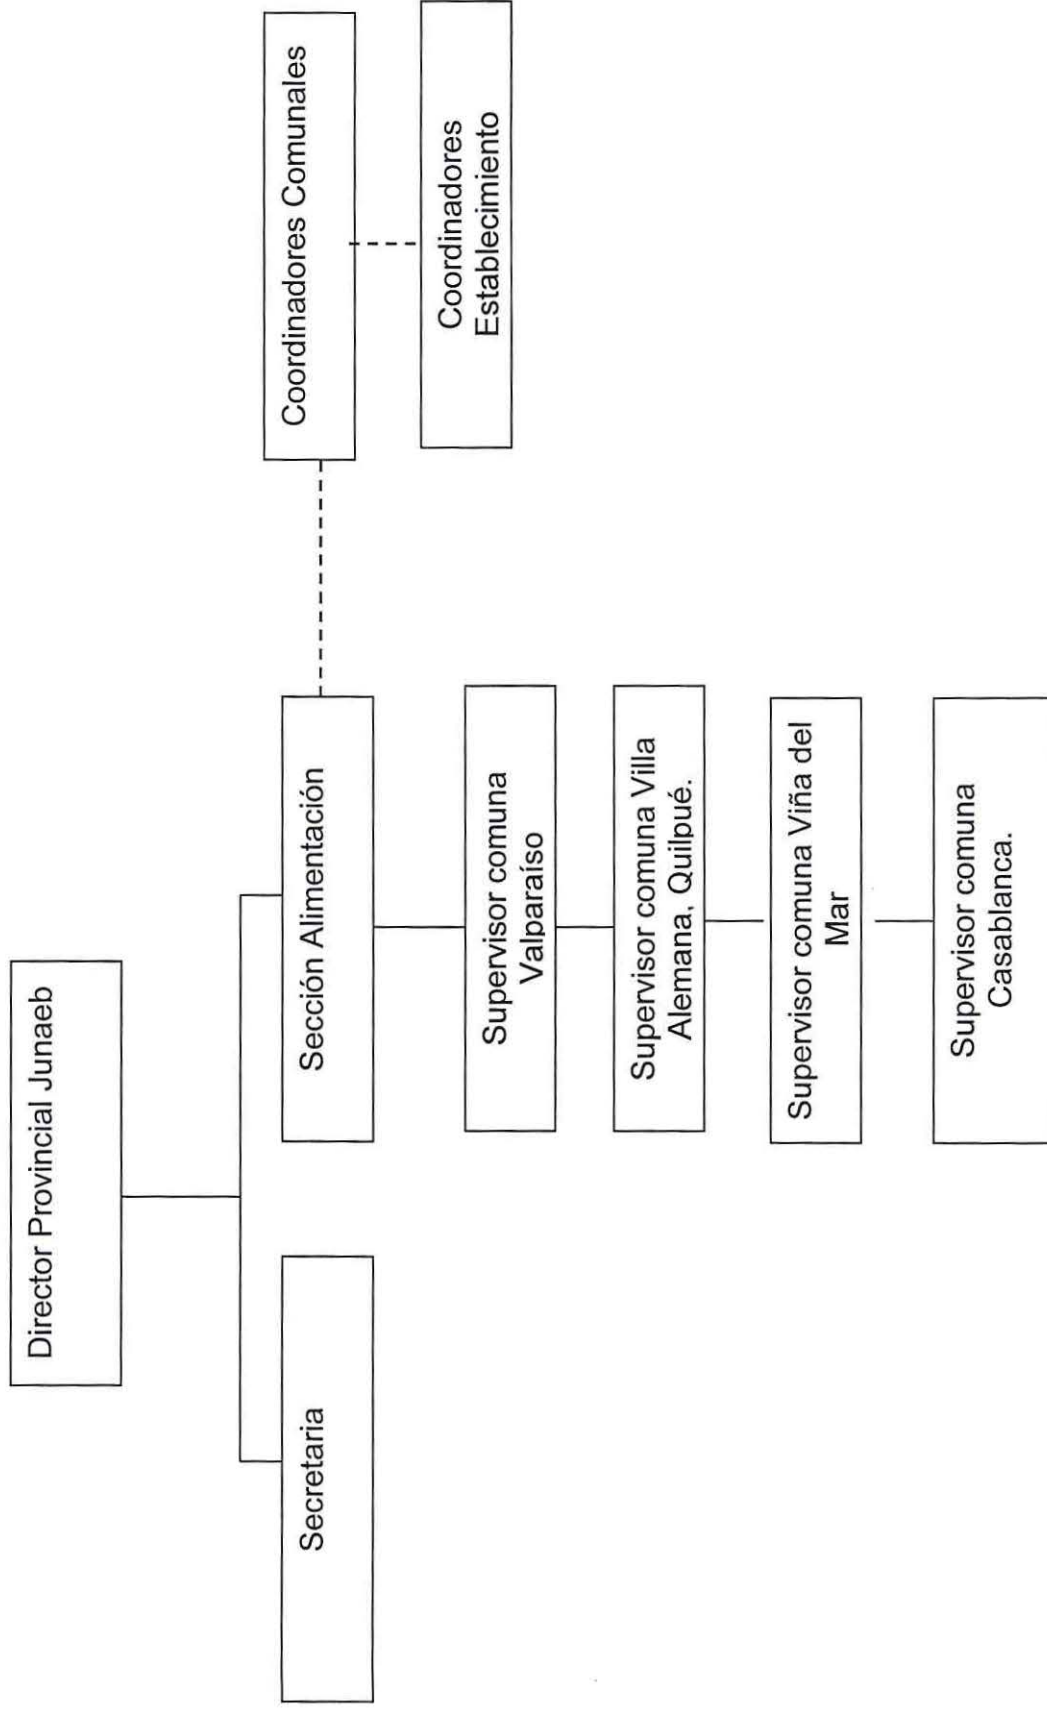 Director Provincial Junaeb
Secretaria
Sección Alimentación
Coordinadores Comunales
Coordinadores
Establecimiento
Supervisor comuna
Valparaíso
Supervisor comuna Villa
Alemana, Quilpué.
Supervisor comuna Viña del
Mar
Supervisor comuna
Casablanca.